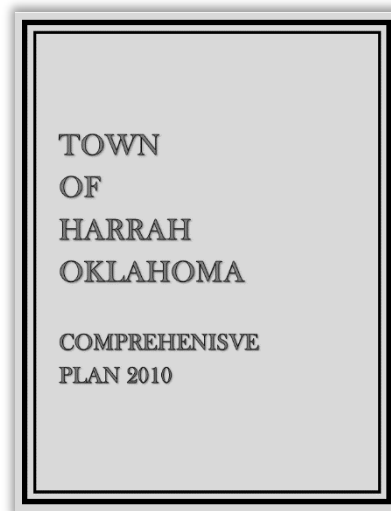 TOWN
OF
HARRAH
OKLAHOMA
COMPREHENISVE
PLAN 2010